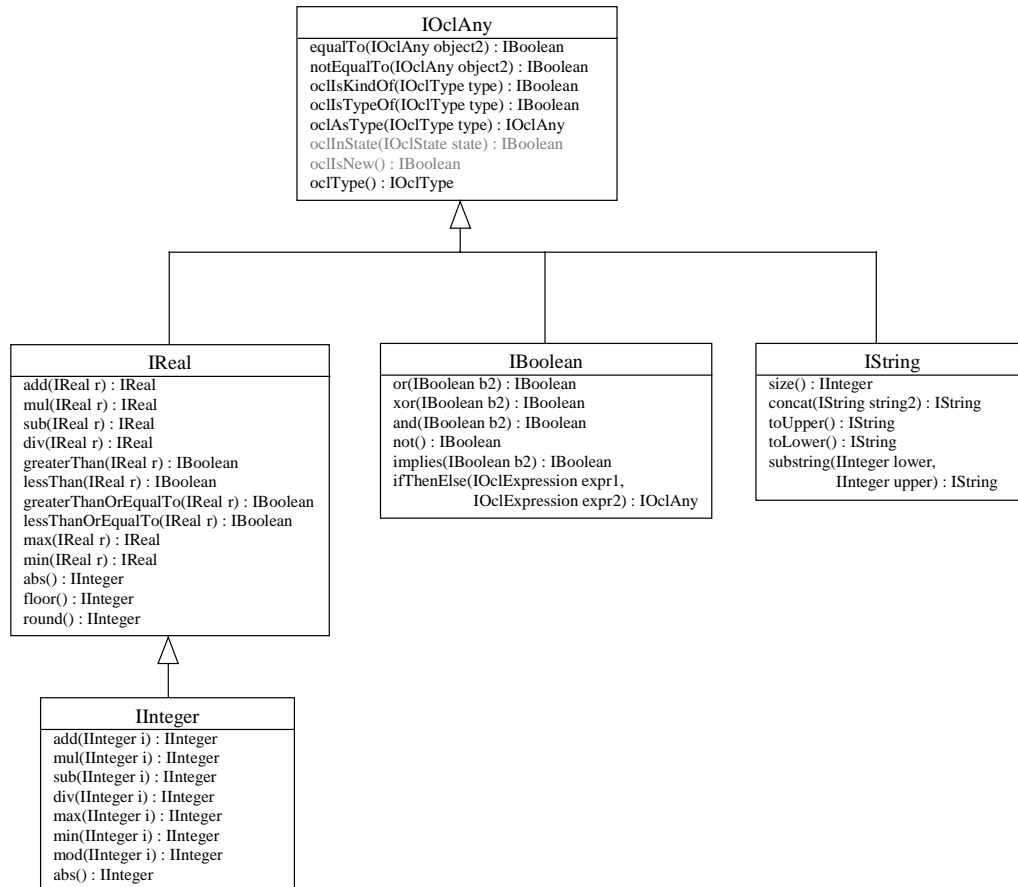 IOclAny
equalTo(IOclAny object2) : IBoolean
notEqualTo(IOclAny object2) : IBoolean
oclIsKindOf(IOclType type) : IBoolean
oclIsTypeOf(IOclType type) : IBoolean
oclAsType(IOclType type) : IOclAny
oclInState(IOclState state) : IBoolean
oclIsNew() : IBoolean
oclType() : IOclType
IReal
add(IReal r) : IReal
mul(IReal r) : IReal
sub(IReal r) : IReal
div(IReal r) : IReal
greaterThan(IReal r) : IBoolean
lessThan(IReal r) : IBoolean
greaterThanOrEqualTo(IReal r) : IBoolean
lessThanOrEqualTo(IReal r) : IBoolean
max(IReal r) : IReal
min(IReal r) : IReal
abs() : IInteger
floor() : IInteger
round() : IInteger
IBoolean
or(IBoolean b2) : IBoolean
xor(IBoolean b2) : IBoolean
and(IBoolean b2) : IBoolean
not() : IBoolean
implies(IBoolean b2) : IBoolean
ifThenElse(IOclExpression expr1,
IOclExpression expr2) : IOclAny
IString
size() : IInteger
concat(IString string2) : IString
toUpper() : IString
toLower() : IString
substring(IInteger lower,
IInteger upper) : IString
IInteger
add(IInteger i) : IInteger
mul(IInteger i) : IInteger
sub(IInteger i) : IInteger
div(IInteger i) : IInteger
max(IInteger i) : IInteger
min(IInteger i) : IInteger
mod(IInteger i) : IInteger
abs() : IInteger